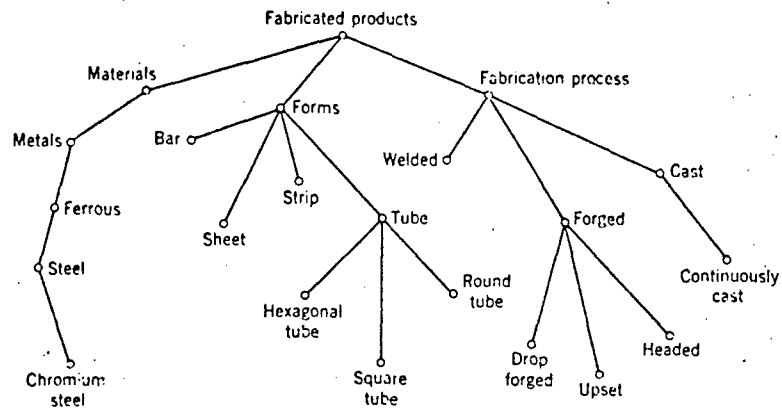 Fabricated products
Materials
Fabrication process
Forms
Metals
Bar
Welded
Cast
Strip
Ferrous
Tube
Forged
Sheet
Steel
Continuously
cast
Hexagonal
tube
Round
tube
Drop
forged
Headed
Chromium
steel
Square
tube
Upset